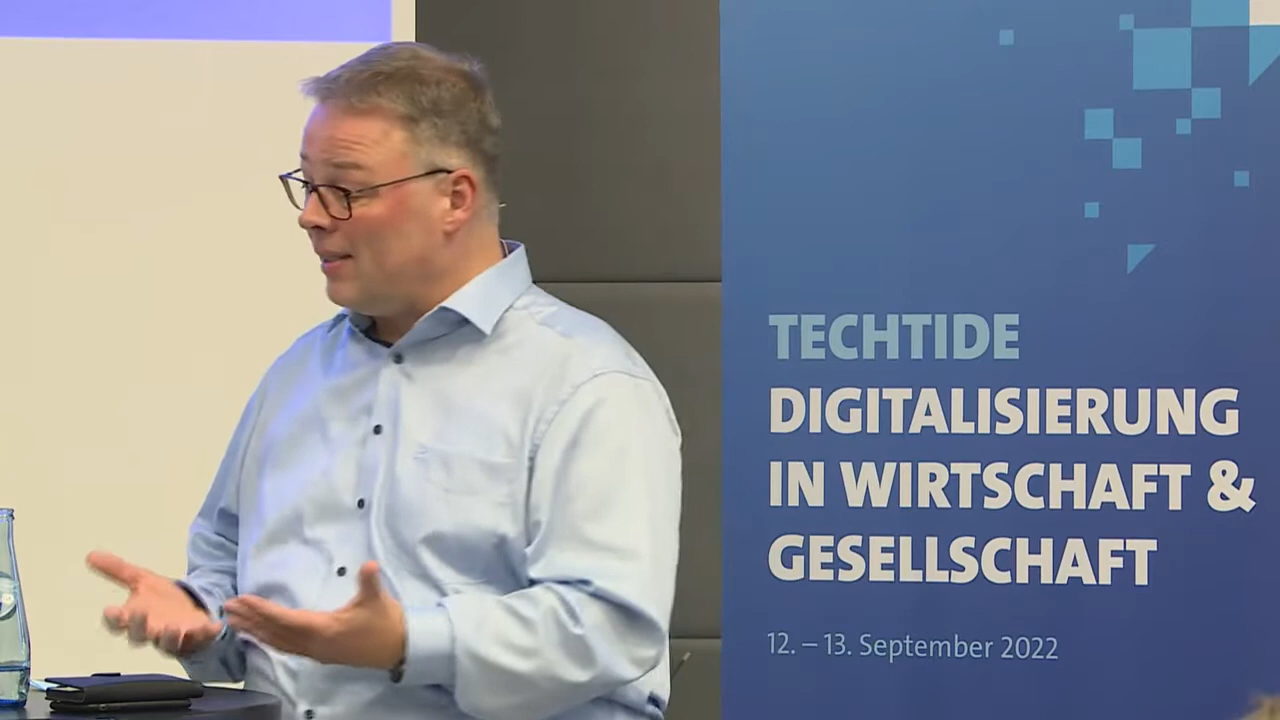 TECHTIDE
DIGITALISIERUNG
IN WIRTSCHAFT &
GESELLSCHAFT
12. – 13. September 2022